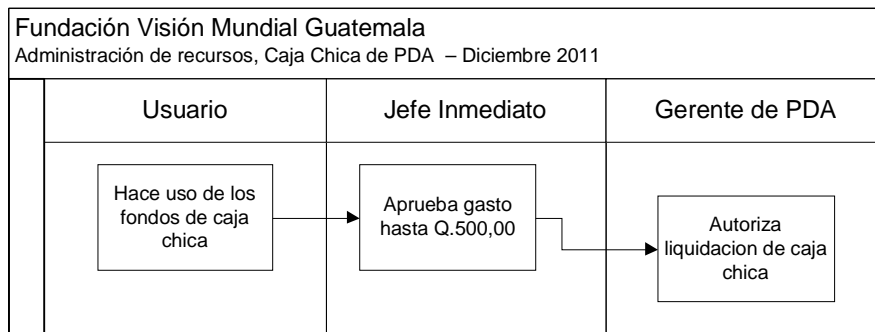 Fundación Visión Mundial Guatemala
Administración de recursos, Caja Chica de PDA – Diciembre 2011
Usuario
Jefe Inmediato
Gerente de PDA
Hace uso de los
fondos de caja
chica
Aprueba gasto
hasta Q.500,00
Autoriza
liquidacion de caja
chica